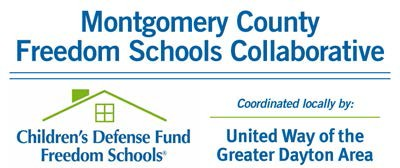 Montgomery County
Freedom Schools Collaborative
Children's Defense Fund
Freedom Schools®
Coordinated locally by:
United Way of the
Greater Dayton Area